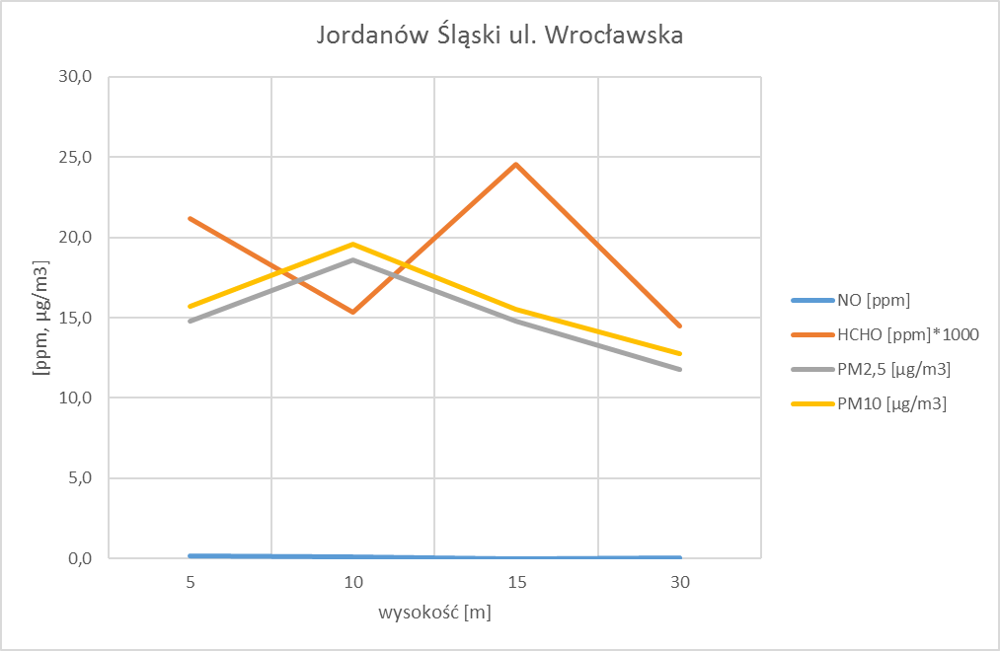 Jordanów Śląski ul. Wrocławska
30,0
25,0
20,0
15,0
10,0
5,0
0,0
[ppm, µg/m3]
5 10 15 30
wysokość [m]
NO [ppm]
HCHO [ppm]*1000
PM2,5 [µg/m3]
PM10 [µg/m3]